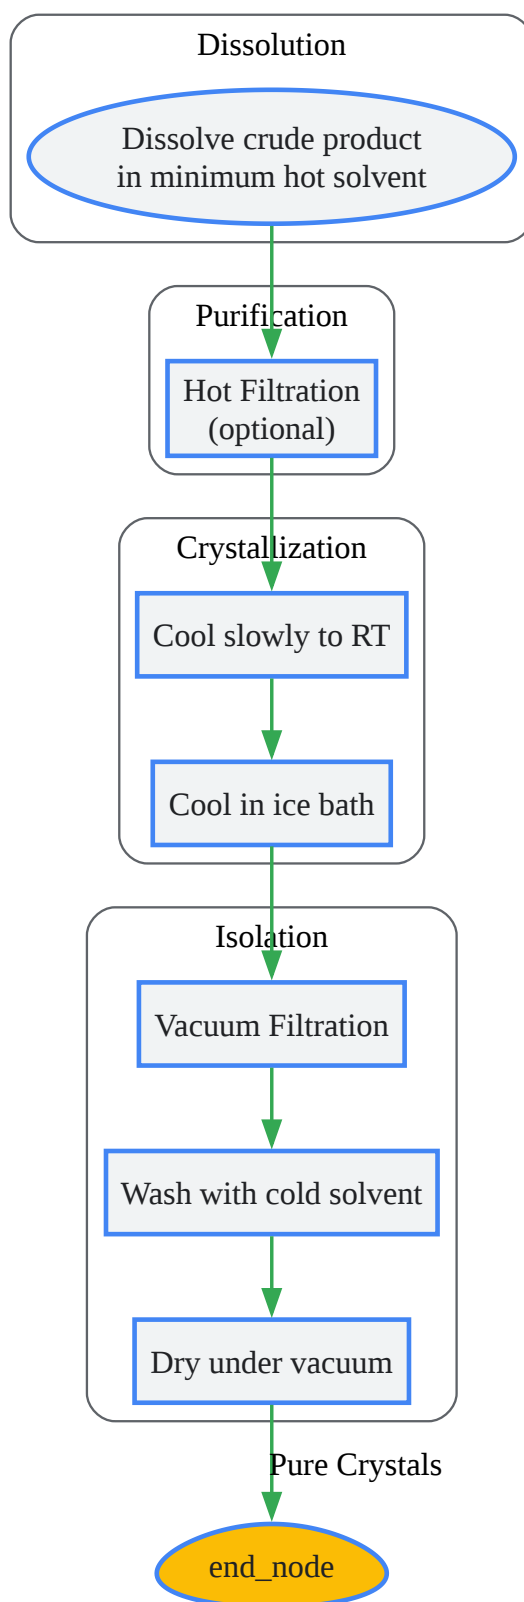 Dissolution
Dissolve crude product
in minimum hot solvent
Purification
Hot Filtration
(optional)
Crystallization
Cool slowly to RT
Cool in ice bath
Isolation
Vacuum Filtration
Wash with cold solvent
Dry under vacuum
Pure Crystals
end_node